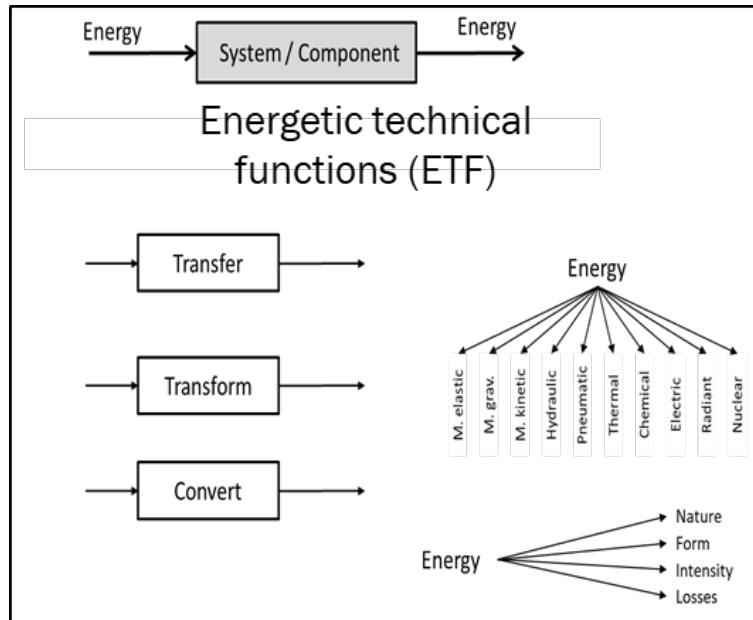 Energy
Energy
System / Component
Energetic technical
functions (ETF)
Transfer
Transform
Convert
Energy
M. elastic
M. grav.
M. kinetic
Hydraulic
Pneumatic
Thermal
Chemical
Electric
Radiant
Nuclear
Energy
Nature
Form
Intensity
Losses